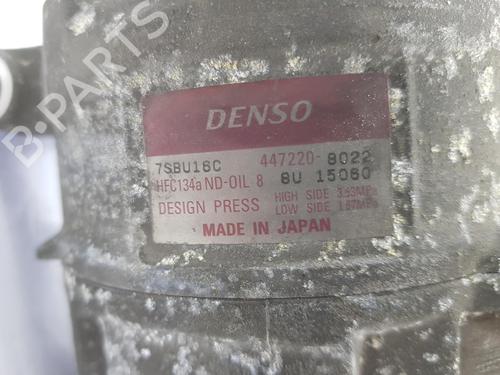 B-PARTS
DENSO
7SBU16C 447220-8022
HFC134a ND-OIL 8 8U 15060
DESIGN PRESS HIGH SIDE 3.53MPa
LOW SIDE 1.67MPa
MADE IN JAPAN